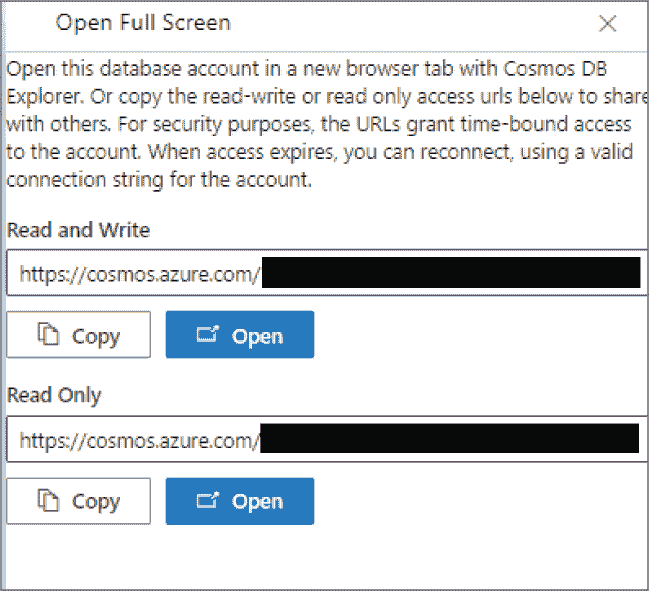 Open Full Screen
Open this database account in a new browser tab with Cosmos DB
Explorer. Or copy the read-write or read only access urls below to share
with others. For security purposes, the URLs grant time-bound access
to the account. When access expires, you can reconnect, using a valid
connection string for the account.
Read and Write
https://cosmos.azure.com/
Copy Open
Read Only
https://cosmos.azure.com/
Copy Open